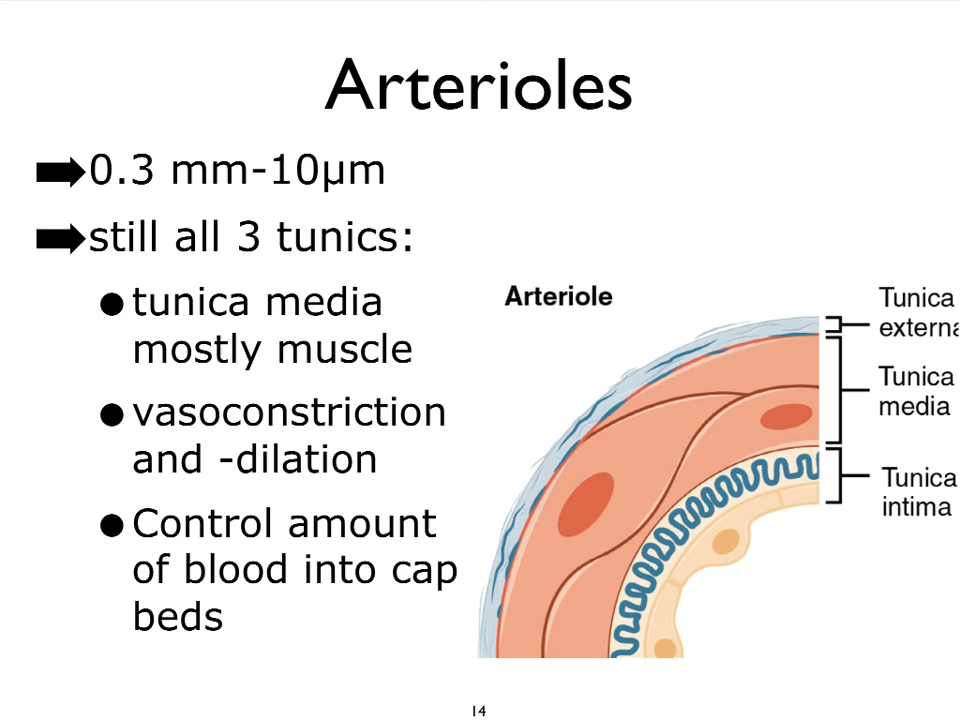 Arterioles
0.3 mm-10µm
still all 3 tunics:
tunica media
mostly muscle
vasoconstriction
and -dilation
Control amount
of blood into cap
beds
Arteriole
Tunica
externa
Tunica
media
Tunica
intima
14